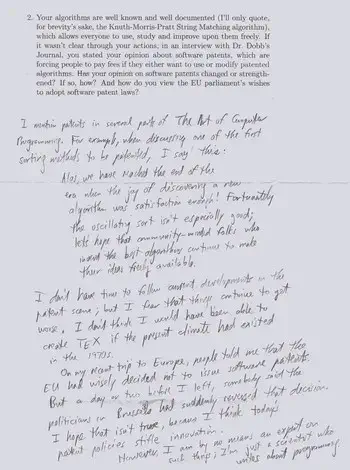 2. Your algorithms are well known and well documented (I'll only quote,
for brevity's sake, the Knuth-Morris-Pratt String Matching algorithm),
which allows everyone to use, study and improve upon them freely. If
it wasn't clear through your actions, in an interview with Dr. Dobb's
Journal, you stated your opinion about software patents, which are
forcing people to pay fees if they either want to use or modify patented
algorithms. Has your opinion on software patents changed or strength-
ened? If so, how? And how do you view the EU parliament's wishes
to adopt software patent laws?
I mention patents in several parts of The Art of Computer
Programming. For example, when discussing one of the first
sorting methods to be patented, I say this:
Alas, we have reached the end of the
era when the joy of discovering a new
algorithm was satisfaction enough! Fortunately
the oscillating sort isn't especially good;
let's hope that community-minded folks who
invent the best algorithms continue to make
their ideas freely available.
I don't have time to follow current developments in the
patent scene; but I fear that things continue to get
worse. I don't think I would have been able to
create TEX if the present climate had existed
in the 1970s.
On my recent trip to Europe, people told me that the
EU had wisely decided not to issue software patents.
But a day or two before I left, somebody said the
politicians in Brussels had suddenly reversed that decision.
I hope that isn't true, because I think today's
patent policies stifle innovation.
However, I am by no means an expert on
such things; I'm just a scientist who
writes about programming.